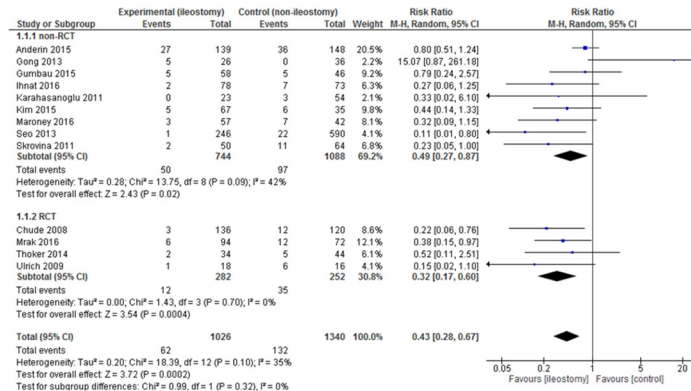 Experimental (ileostomy) Control (non-ileostomy) Risk Ratio Risk Ratio
Study or Subgroup Events Total Events Total Weight M-H, Random, 95% CI M-H, Random, 95% CI
1.1.1 non-RCT
Anderin 2015 27 139 36 148 20.5% 0.80 [0.51, 1.24]
Gong 2013 5 26 0 36 2.2% 15.07 [0.87, 261.18]
Gumbau 2015 5 58 5 46 9.2% 0.79 [0.24, 2.57]
Ihnat 2016 2 78 7 73 6.0% 0.27 [0.06, 1.25]
Karahasanoglu 2011 0 23 3 54 2.1% 0.33 [0.02, 6.10]
Kim 2015 5 67 6 35 9.8% 0.44 [0.14, 1.33]
Maroney 2016 3 57 7 42 7.8% 0.32 [0.09, 1.15]
Seo 2013 1 246 22 590 4.1% 0.11 [0.01, 0.80]
Skrovina 2011 2 50 11 64 6.4% 0.23 [0.05, 1.00]
Subtotal (95% CI) 744 1088 69.2% 0.49 [0.27, 0.87]
Total events 50 97
Heterogeneity: Tau² = 0.28; Chi² = 13.75, df = 8 (P = 0.09); I² = 42%
Test for overall effect: Z = 2.43 (P = 0.02)
1.1.2 RCT
Chude 2008 3 136 12 120 8.6% 0.22 [0.06, 0.76]
Mrak 2016 6 94 12 72 12.1% 0.38 [0.15, 0.97]
Thoker 2014 2 34 5 44 6.0% 0.52 [0.11, 2.51]
Ulrich 2009 1 18 6 16 4.1% 0.15 [0.02, 1.10]
Subtotal (95% CI) 282 252 30.8% 0.32 [0.17, 0.60]
Total events 12 35
Heterogeneity: Tau² = 0.00; Chi² = 1.43, df = 3 (P = 0.70); I² = 0%
Test for overall effect: Z = 3.54 (P = 0.0004)
Total (95% CI) 1026 1340 100.0% 0.43 [0.28, 0.67]
Total events 62 132
Heterogeneity: Tau² = 0.20; Chi² = 18.39, df = 12 (P = 0.10); I² = 35%
Test for overall effect: Z = 3.72 (P = 0.0002)
Test for subgroup differences: Chi² = 0.99, df = 1 (P = 0.32), I² = 0%
0.05 0.2 1 5 20
Favours [ileostomy] Favours [control]